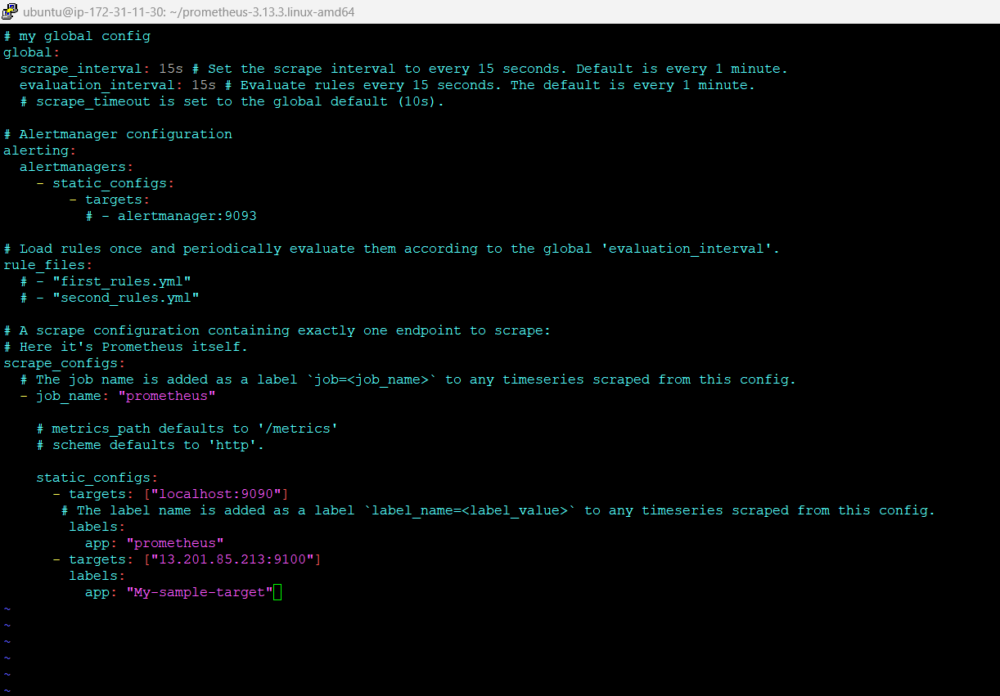 ubuntu@ip-172-31-11-30: ~/prometheus-3.13.3.linux-amd64
# my global config
global:
  scrape_interval: 15s # Set the scrape interval to every 15 seconds. Default is every 1 minute.
  evaluation_interval: 15s # Evaluate rules every 15 seconds. The default is every 1 minute.
  # scrape_timeout is set to the global default (10s).

# Alertmanager configuration
alerting:
  alertmanagers:
    - static_configs:
        - targets:
          # - alertmanager:9093

# Load rules once and periodically evaluate them according to the global 'evaluation_interval'.
rule_files:
  # - "first_rules.yml"
  # - "second_rules.yml"

# A scrape configuration containing exactly one endpoint to scrape:
# Here it's Prometheus itself.
scrape_configs:
  # The job name is added as a label `job=<job_name>` to any timeseries scraped from this config.
  - job_name: "prometheus"

    # metrics_path defaults to '/metrics'
    # scheme defaults to 'http'.

    static_configs:
      - targets: ["localhost:9090"]
       # The label name is added as a label `label_name=<label_value>` to any timeseries scraped from this config.
        labels:
          app: "prometheus"
      - targets: ["13.201.85.213:9100"]
        labels:
          app: "My-sample-target"
~
~
~
~
~
~